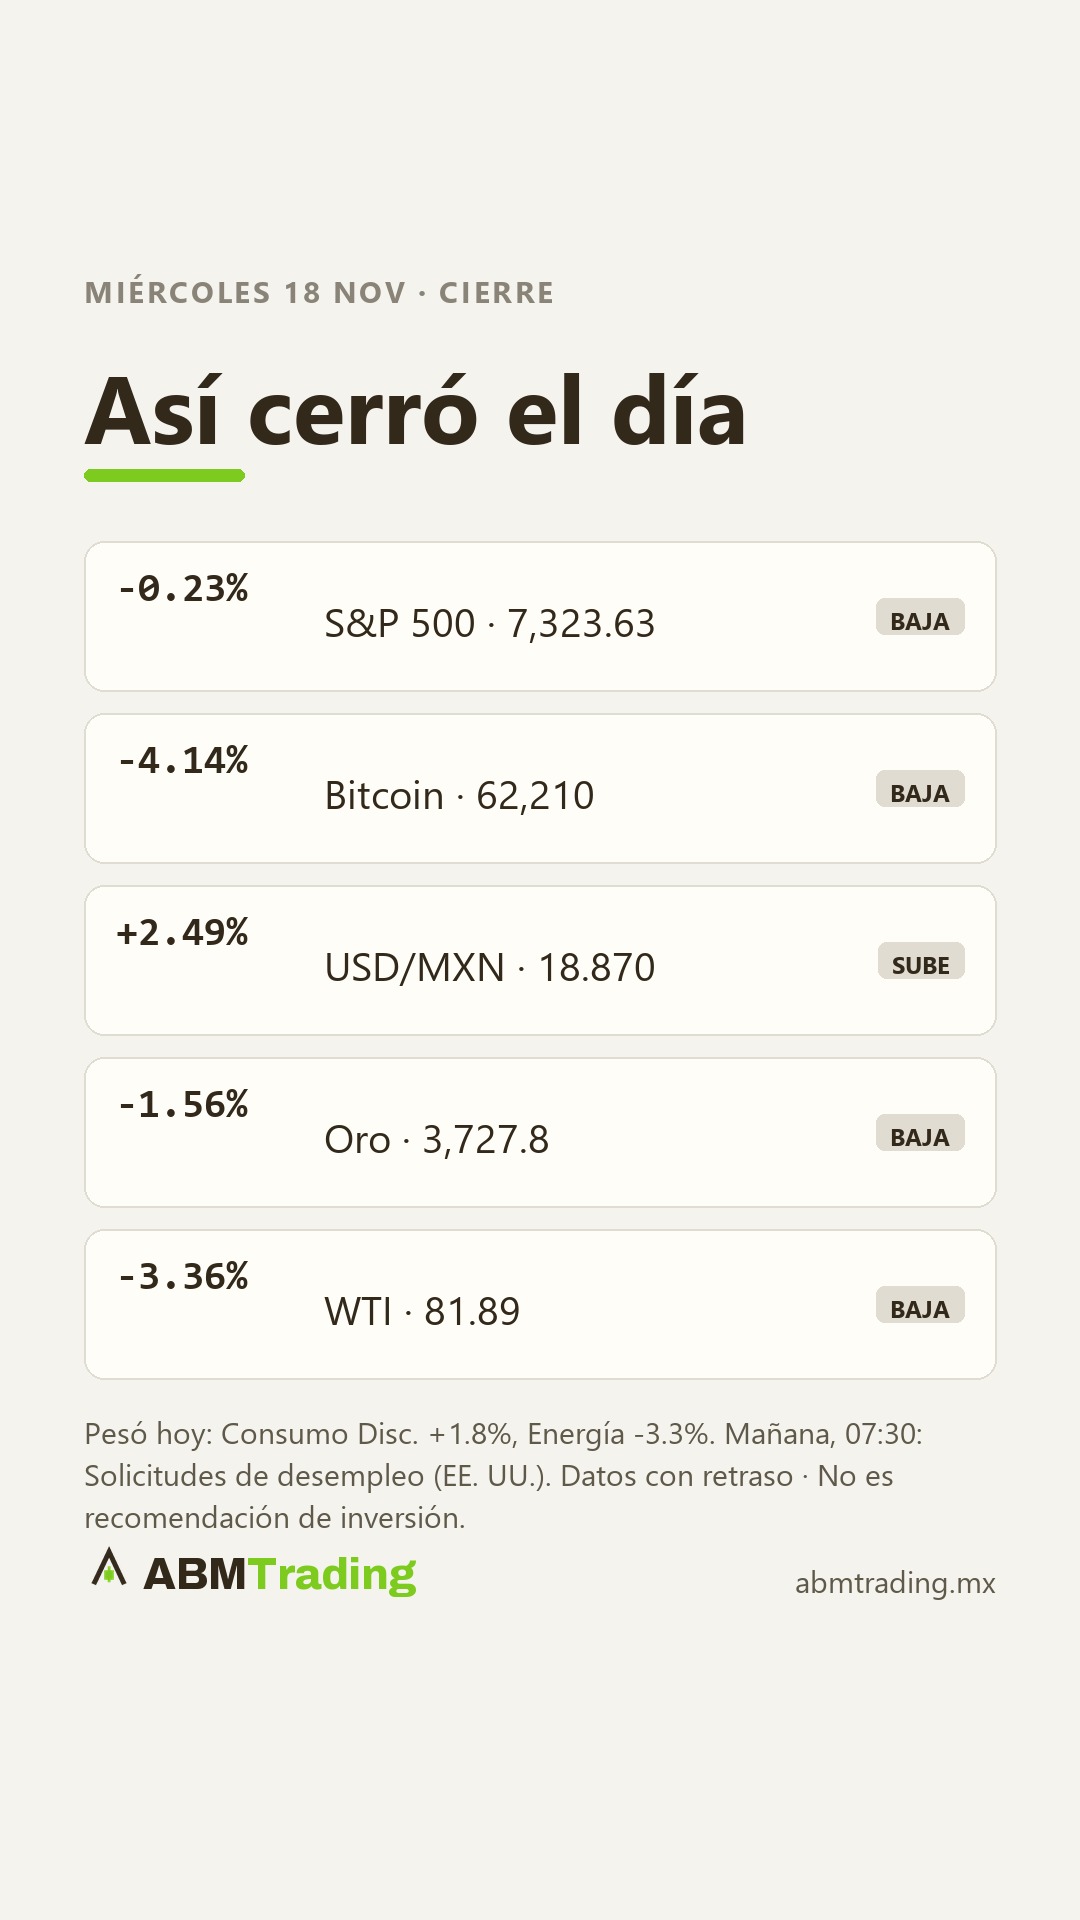 MIÉRCOLES 18 NOV · CIERRE
Así cerró el día
-0.23%
S&P 500 · 7,323.63
BAJA
-4.14%
Bitcoin · 62,210
BAJA
+2.49%
USD/MXN · 18.870
SUBE
-1.56%
Oro · 3,727.8
BAJA
-3.36%
WTI · 81.89
BAJA
Pesó hoy: Consumo Disc. +1.8%, Energía -3.3%. Mañana, 07:30:
Solicitudes de desempleo (EE. UU.). Datos con retraso · No es
recomendación de inversión.
ABMTrading
abmtrading.mx